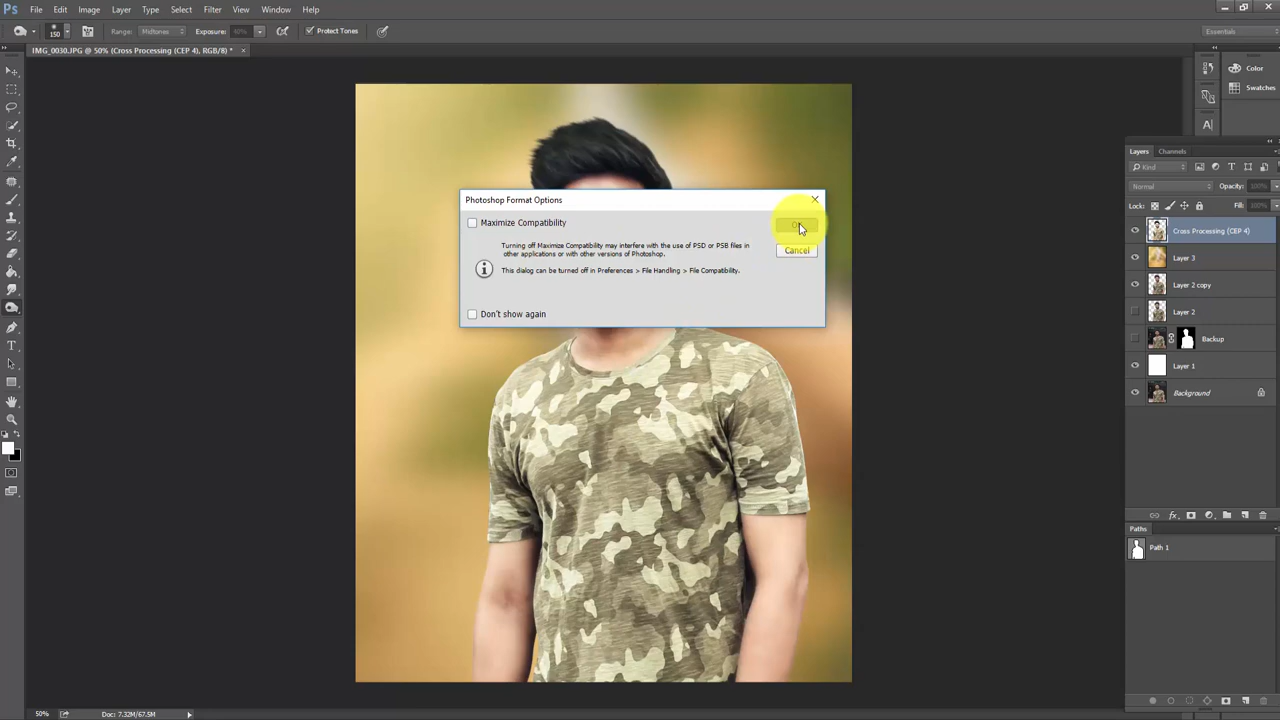 Ps File Edit Image Layer Type Select Filter View Window Help
150 Range: Midtones Exposure: Protect Tones Essentials
IMG_0030.JPG @ 50% (Cross Processing (CEP 4), RGB/8) * ×
Color
Swatches
Layers Channels
Kind
Normal Opacity: 100%
Lock: Fill: 100%
Cross Processing (CEP 4)
Layer 3
Layer 2 copy
Layer 2
Backup
Layer 1
Background
Paths
Path 1
Photoshop Format Options
Maximize Compatibility
Turning off Maximize Compatibility may interfere with the use of PSD or PSB files in
other applications or with other versions of Photoshop.
This dialog can be turned off in Preferences > File Handling > File Compatibility.
Don't show again
Cancel
50% Doc: 7.32M/67.5M